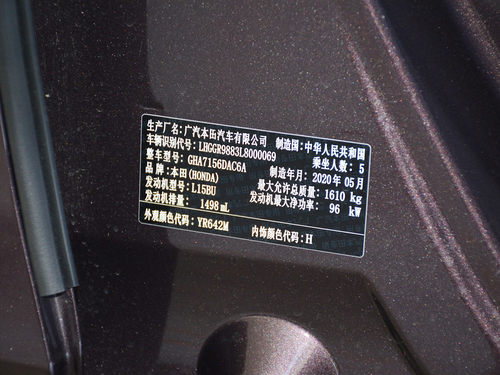 生产厂名:广汽本田汽车有限公司 制造国:中华人民共和国
车辆识别代号:LHGGR9883L8000069 乘坐人数:5
整车型号:GHA7156DAC6A 制造年月:2020年05月
品牌:本田(HONDA) 最大允许总质量:1610 kg
发动机型号:L15BU 发动机最大净功率:96 kW
发动机排量:1498 mL
外观颜色代码:YR642M 内饰颜色代码:H